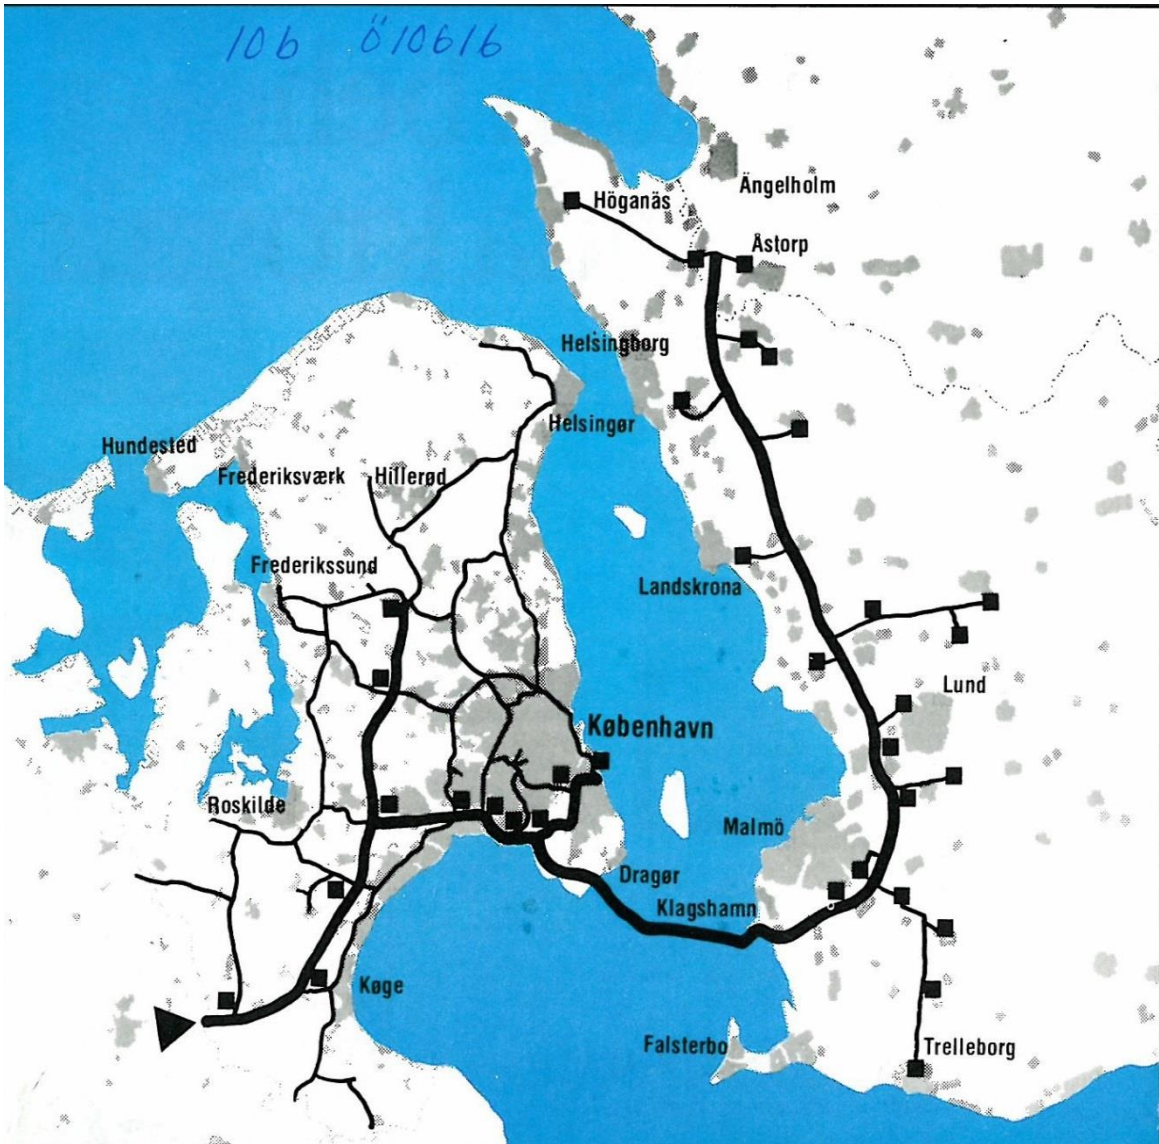 10b Ö10616
Ängelholm
Höganäs
Åstorp
Helsingborg
Helsingør
Hundested
Frederiksværk
Hillerød
Frederikssund
Landskrona
Lund
København
Roskilde
Malmö
Dragør
Klagshamn
Køge
Falsterbo
Trelleborg